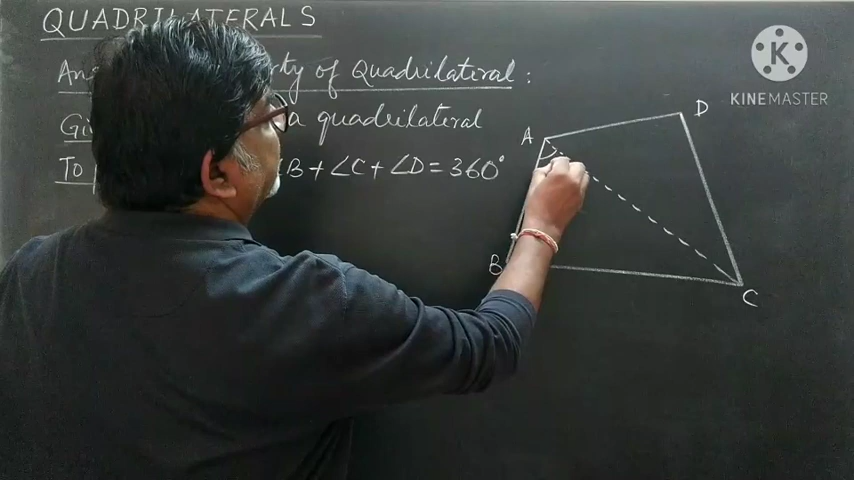 QUADRILATERALS
An rty of Quadrilateral :
Gi a quadrilateral
To B + ∠C + ∠D = 360°
A
D
B
C
K
KINEMASTER